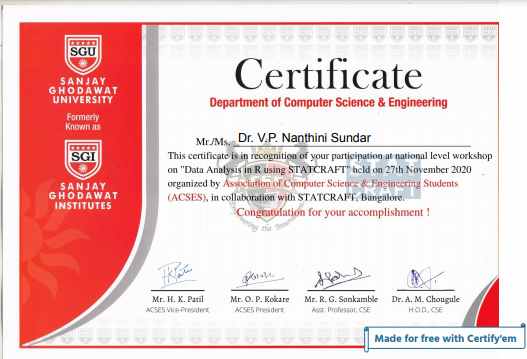 SGU
SANJAY
GHODAWAT
UNIVERSITY
Formerly
Known as
SGI
SANJAY
GHODAWAT
INSTITUTES
Certificate
Department of Computer Science & Engineering
Mr./Ms. Dr. V.P. Nanthini Sundar
This certificate is in recognition of your participation at national level workshop
on "Data Analysis in R using STATCRAFT" held on 27th November 2020
organized by Association of Computer Science & Engineering Students
(ACSES), in collaboration with STATCRAFT, Bangalore.
Congratulation for your accomplishment !
Mr. H. K. Patil
ACSES Vice-President
Mr. O. P. Kokare
ACSES President
Mr. R. G. Sonkamble
Asst. Professor, CSE
Dr. A. M. Chougule
H.O.D., CSE
Made for free with Certify'em